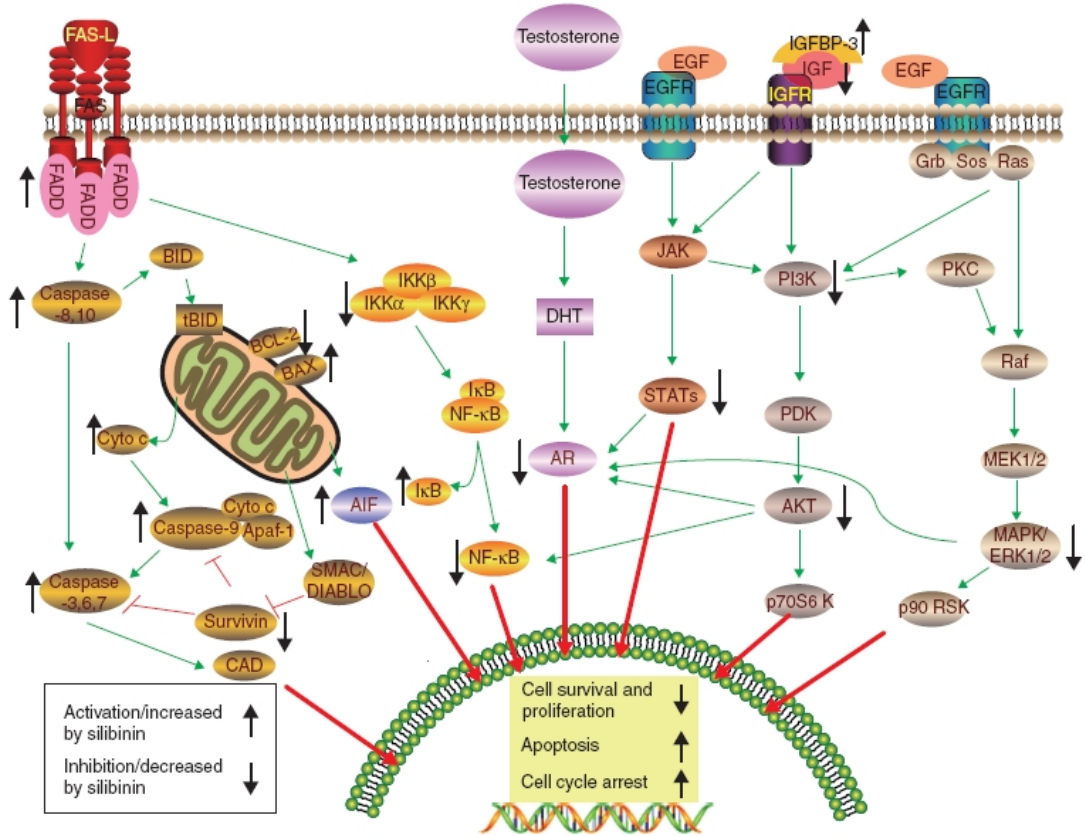 FAS-L
FAS
FADD
FADD
FADD
Testosterone
Testosterone
EGF
EGFR
IGFBP-3
IGF
IGFR
EGF
EGFR
Grb
Sos
Ras
Caspase
-8,10
BID
tBID
BCL-2
BAX
Cyto c
Caspase-9
Cyto c
Apaf-1
Caspase
-3,6,7
Survivin
SMAC/
DIABLO
CAD
AIF
IKKβ
IKKα
IKKγ
IκB
NF-κB
IκB
NF-κB
DHT
AR
JAK
STATs
PI3K
PDK
AKT
p70S6 K
PKC
Raf
MEK1/2
MAPK/
ERK1/2
p90 RSK
Activation/increased
by silibinin
Inhibition/decreased
by silibinin
Cell survival and
proliferation
Apoptosis
Cell cycle arrest